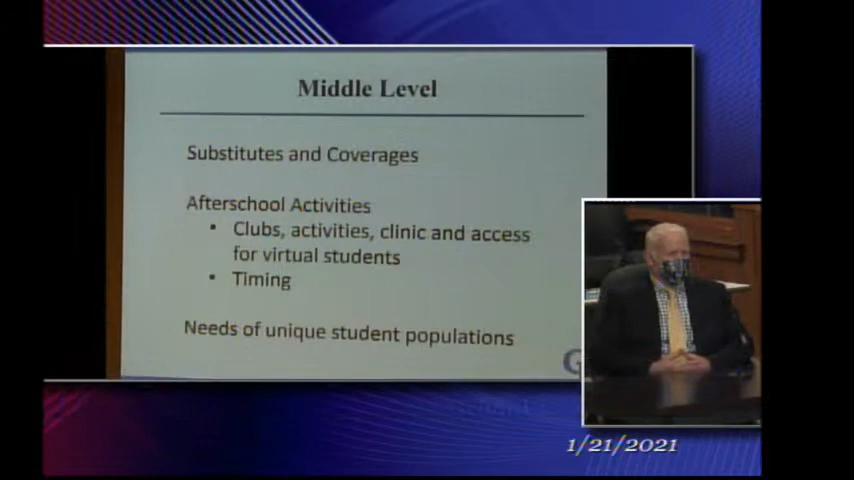 Middle Level
Substitutes and Coverages
Afterschool Activities
• Clubs, activities, clinic and access
for virtual students
• Timing
Needs of unique student populations
G
1/21/2021